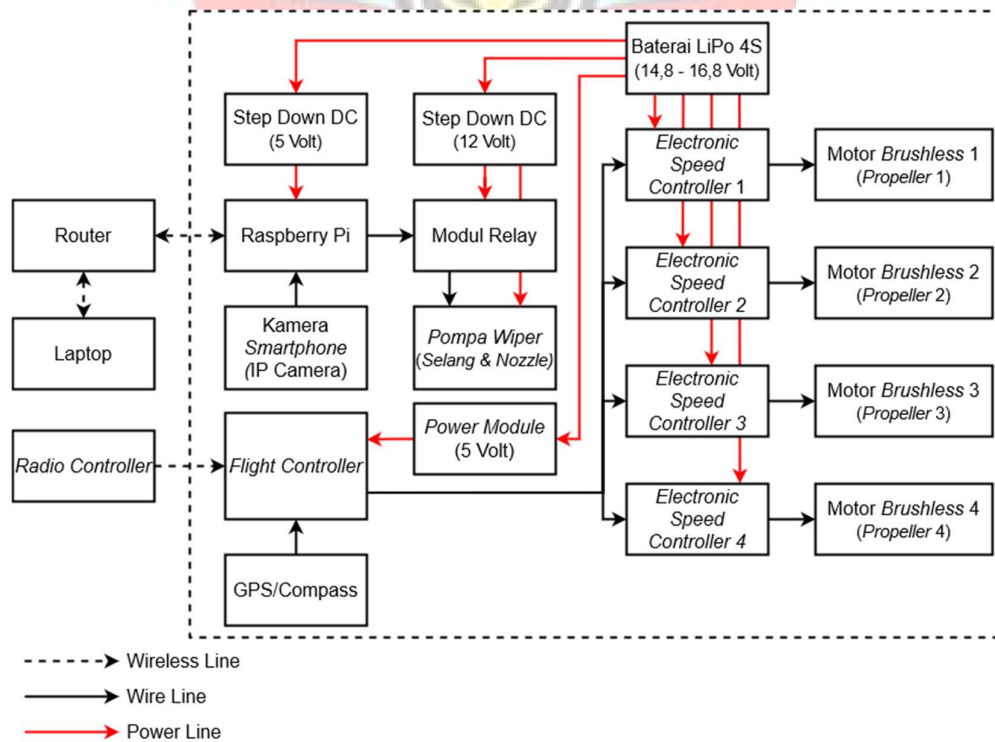 Baterai LiPo 4S
(14,8 - 16,8 Volt)
Step Down DC
(5 Volt)
Step Down DC
(12 Volt)
Electronic
Speed
Controller 1
Motor Brushless 1
(Propeller 1)
Router
Raspberry Pi
Modul Relay
Electronic
Speed
Controller 2
Motor Brushless 2
(Propeller 2)
Laptop
Kamera
Smartphone
(IP Camera)
Pompa Wiper
(Selang & Nozzle)
Electronic
Speed
Controller 3
Motor Brushless 3
(Propeller 3)
Radio Controller
Flight Controller
Power Module
(5 Volt)
Electronic
Speed
Controller 4
Motor Brushless 4
(Propeller 4)
GPS/Compass
Wireless Line
Wire Line
Power Line